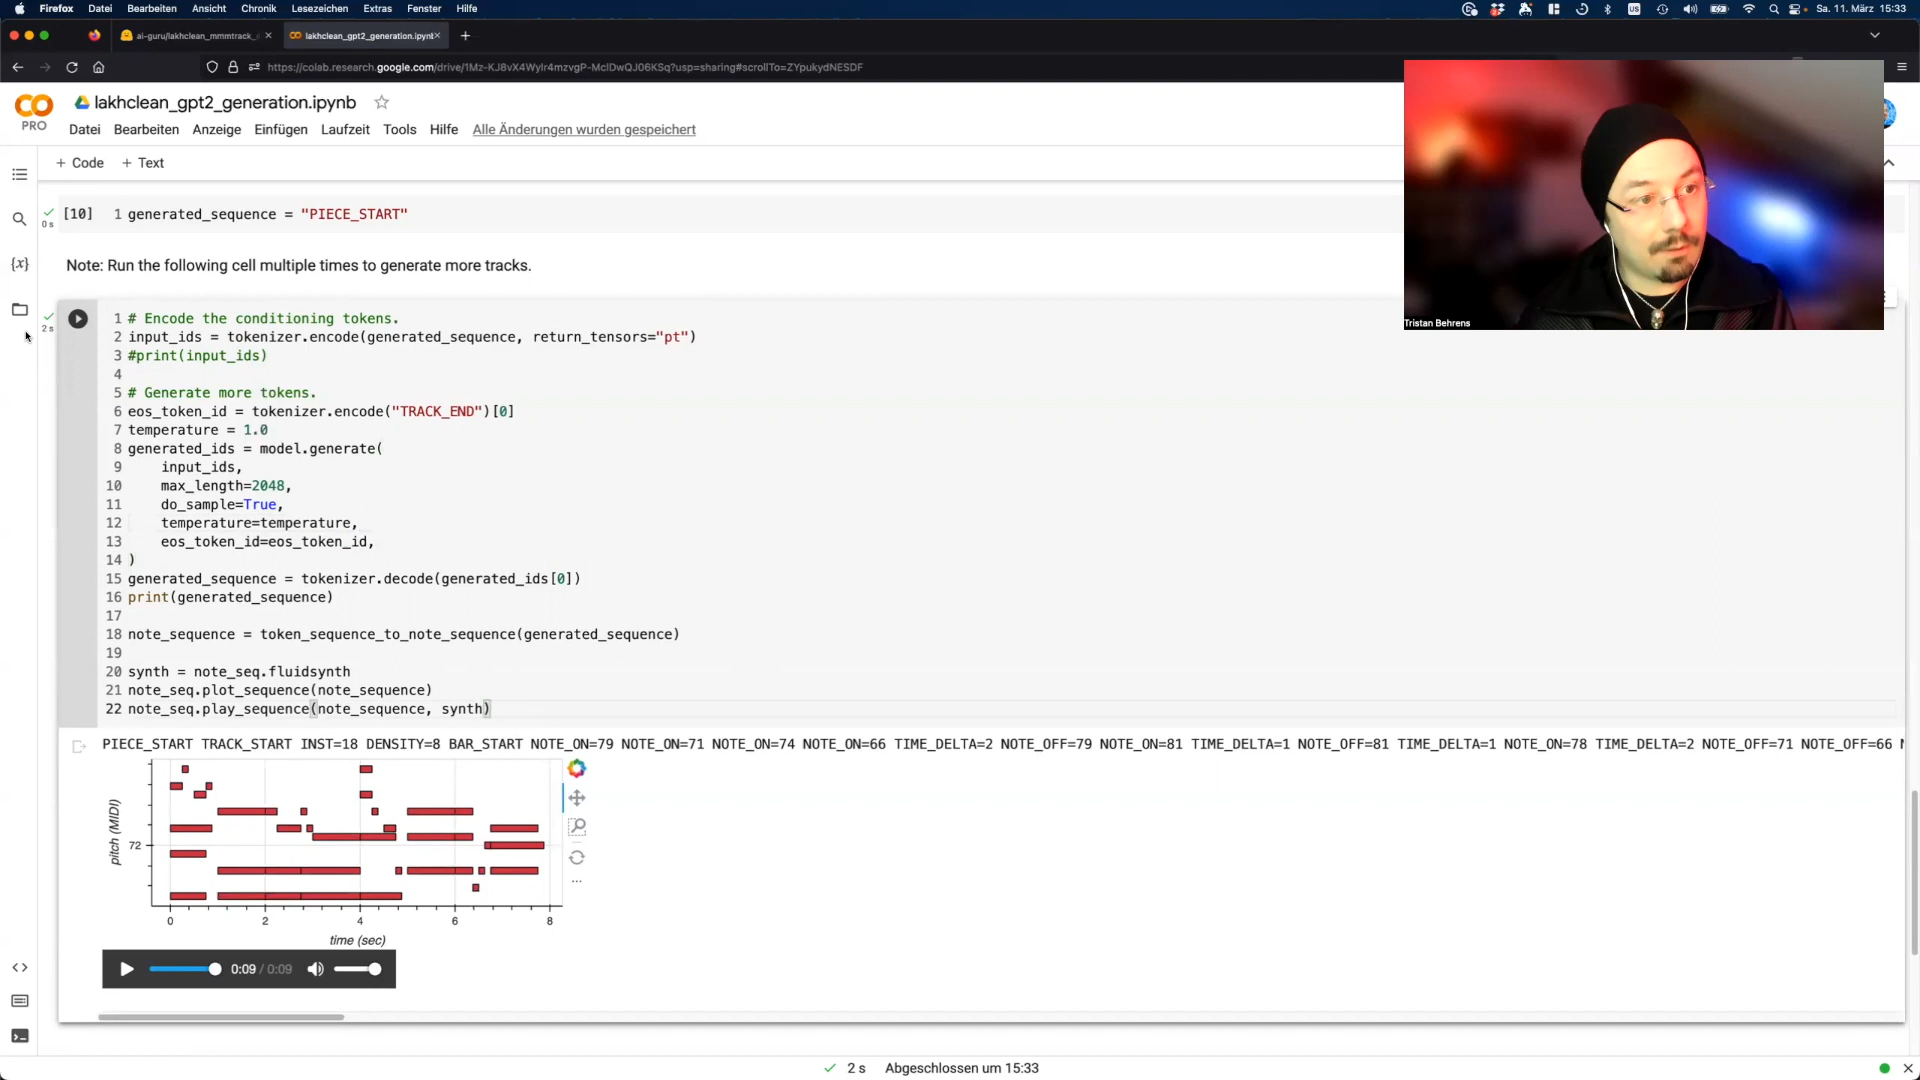 Firefox Datei Bearbeiten Ansicht Chronik Lesezeichen Extras Fenster Hilfe US Sa. 11. März 15:33
ai-guru/lakhclean_mmmtrack_ lakhclean_gpt2_generation.ipynb
https://colab.research.google.com/drive/1Mz-KJ8vX4Wylr4mzvgP-MclDwQJ06KSq?usp=sharing#scrollTo=ZYpukydNESDF
CO PRO
lakhclean_gpt2_generation.ipynb
Datei Bearbeiten Anzeige Einfügen Laufzeit Tools Hilfe Alle Änderungen wurden gespeichert
+ Code + Text
[10] 1 generated_sequence = "PIECE_START"
0 s
Note: Run the following cell multiple times to generate more tracks.
{x}
2 s
1 # Encode the conditioning tokens.
2 input_ids = tokenizer.encode(generated_sequence, return_tensors="pt")
3 #print(input_ids)
4
5 # Generate more tokens.
6 eos_token_id = tokenizer.encode("TRACK_END")[0]
7 temperature = 1.0
8 generated_ids = model.generate(
9 input_ids,
10 max_length=2048,
11 do_sample=True,
12 temperature=temperature,
13 eos_token_id=eos_token_id,
14 )
15 generated_sequence = tokenizer.decode(generated_ids[0])
16 print(generated_sequence)
17
18 note_sequence = token_sequence_to_note_sequence(generated_sequence)
19
20 synth = note_seq.fluidsynth
21 note_seq.plot_sequence(note_sequence)
22 note_seq.play_sequence(note_sequence, synth)
Tristan Behrens
PIECE_START TRACK_START INST=18 DENSITY=8 BAR_START NOTE_ON=79 NOTE_ON=71 NOTE_ON=74 NOTE_ON=66 TIME_DELTA=2 NOTE_OFF=79 NOTE_ON=81 TIME_DELTA=1 NOTE_OFF=81 TIME_DELTA=1 NOTE_ON=78 TIME_DELTA=2 NOTE_OFF=71 NOTE_OFF=66
pitch (MIDI)
72
0 2 4 6 8
time (sec)
0:09 / 0:09
2 s Abgeschlossen um 15:33